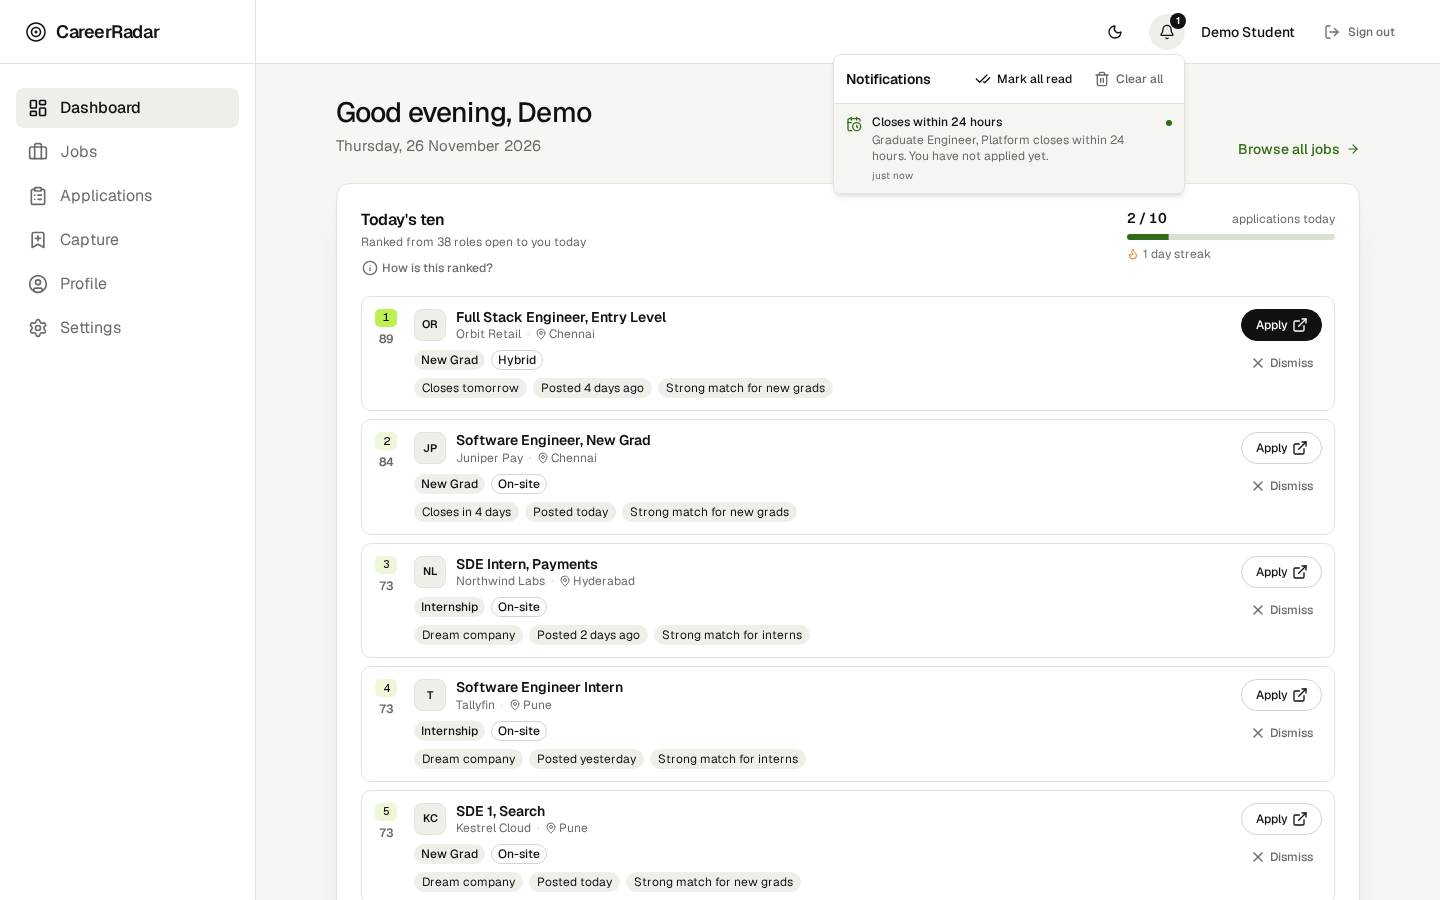 CareerRadar
1
Demo Student
Sign out
Dashboard
Jobs
Applications
Capture
Profile
Settings
Notifications
Mark all read
Clear all
Closes within 24 hours
Graduate Engineer, Platform closes within 24
hours. You have not applied yet.
just now
Good evening, Demo
Thursday, 26 November 2026
Browse all jobs
Today's ten
Ranked from 38 roles open to you today
How is this ranked?
2 / 10
applications today
1 day streak
1
89
OR
Full Stack Engineer, Entry Level
Orbit Retail · Chennai
New Grad
Hybrid
Closes tomorrow
Posted 4 days ago
Strong match for new grads
Apply
Dismiss
2
84
JP
Software Engineer, New Grad
Juniper Pay · Chennai
New Grad
On-site
Closes in 4 days
Posted today
Strong match for new grads
Apply
Dismiss
3
73
NL
SDE Intern, Payments
Northwind Labs · Hyderabad
Internship
On-site
Dream company
Posted 2 days ago
Strong match for interns
Apply
Dismiss
4
73
T
Software Engineer Intern
Tallyfin · Pune
Internship
On-site
Dream company
Posted yesterday
Strong match for interns
Apply
Dismiss
5
73
KC
SDE 1, Search
Kestrel Cloud · Pune
New Grad
On-site
Dream company
Posted today
Strong match for new grads
Apply
Dismiss